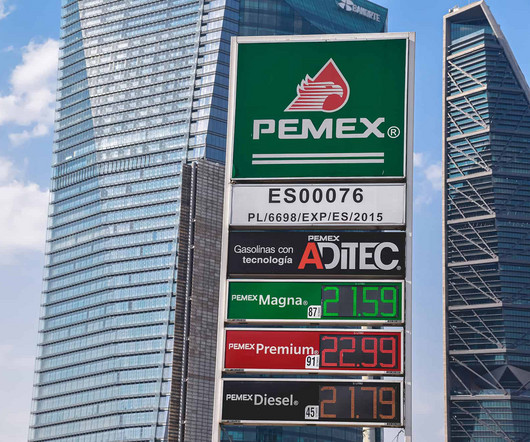 PEMEX®
ES00076
PL/6698/EXP/ES/2015
Gasolinas con tecnología
PEMEX ADiTEC
PEMEX Magna® 87 21.59
PEMEX Premium® 91 22.99
PEMEX Diesel® 45 21.79